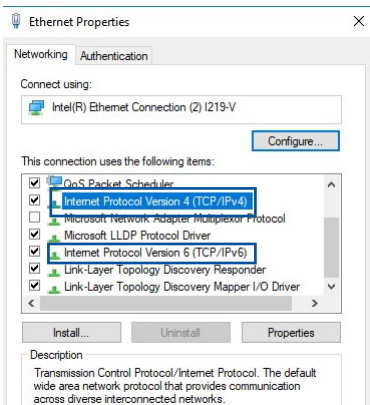 Ethernet Properties
Networking Authentication
Connect using:
Intel(R) Ethernet Connection (2) I219-V
Configure...
This connection uses the following items:
QoS Packet Scheduler
Internet Protocol Version 4 (TCP/IPv4)
Microsoft Network Adapter Multiplexor Protocol
Microsoft LLDP Protocol Driver
Internet Protocol Version 6 (TCP/IPv6)
Link-Layer Topology Discovery Responder
Link-Layer Topology Discovery Mapper I/O Driver
Install... Uninstall Properties
Description
Transmission Control Protocol/Internet Protocol. The default
wide area network protocol that provides communication
across diverse interconnected networks.